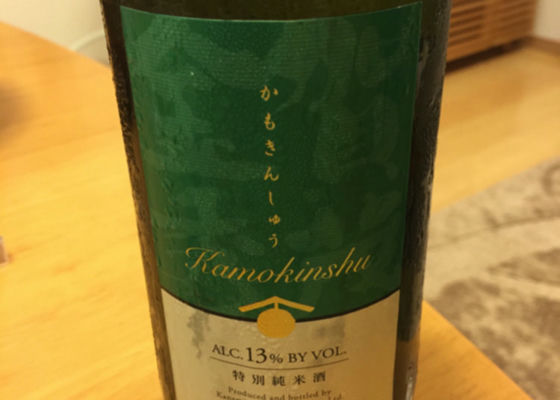 かもきんしゅう
Kamokinshu
ALC.13% BY VOL.
特別純米酒
Produced and bottled by